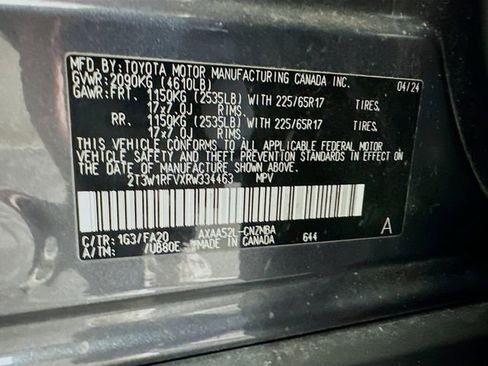 MFD. BY: TOYOTA MOTOR MANUFACTURING CANADA INC.
GVWR: 2090KG (4610LB) 04/24
GAWR: FRT. 1150KG (2535LB) WITH 225/65R17 TIRES,
17x7.0J RIMS.
RR. 1150KG (2535LB) WITH 225/65R17 TIRES,
17x7.0J RIMS.
THIS VEHICLE CONFORMS TO ALL APPLICABLE FEDERAL MOTOR
VEHICLE SAFETY AND THEFT PREVENTION STANDARDS IN EFFECT
ON THE DATE OF MANUFACTURE SHOWN ABOVE.
2T3W1RFVXRW334463 MPV
C/TR: 1G3/FA20 AXAA52L-CNZMBA
A/TM: /UB80E MADE IN CANADA 644
A